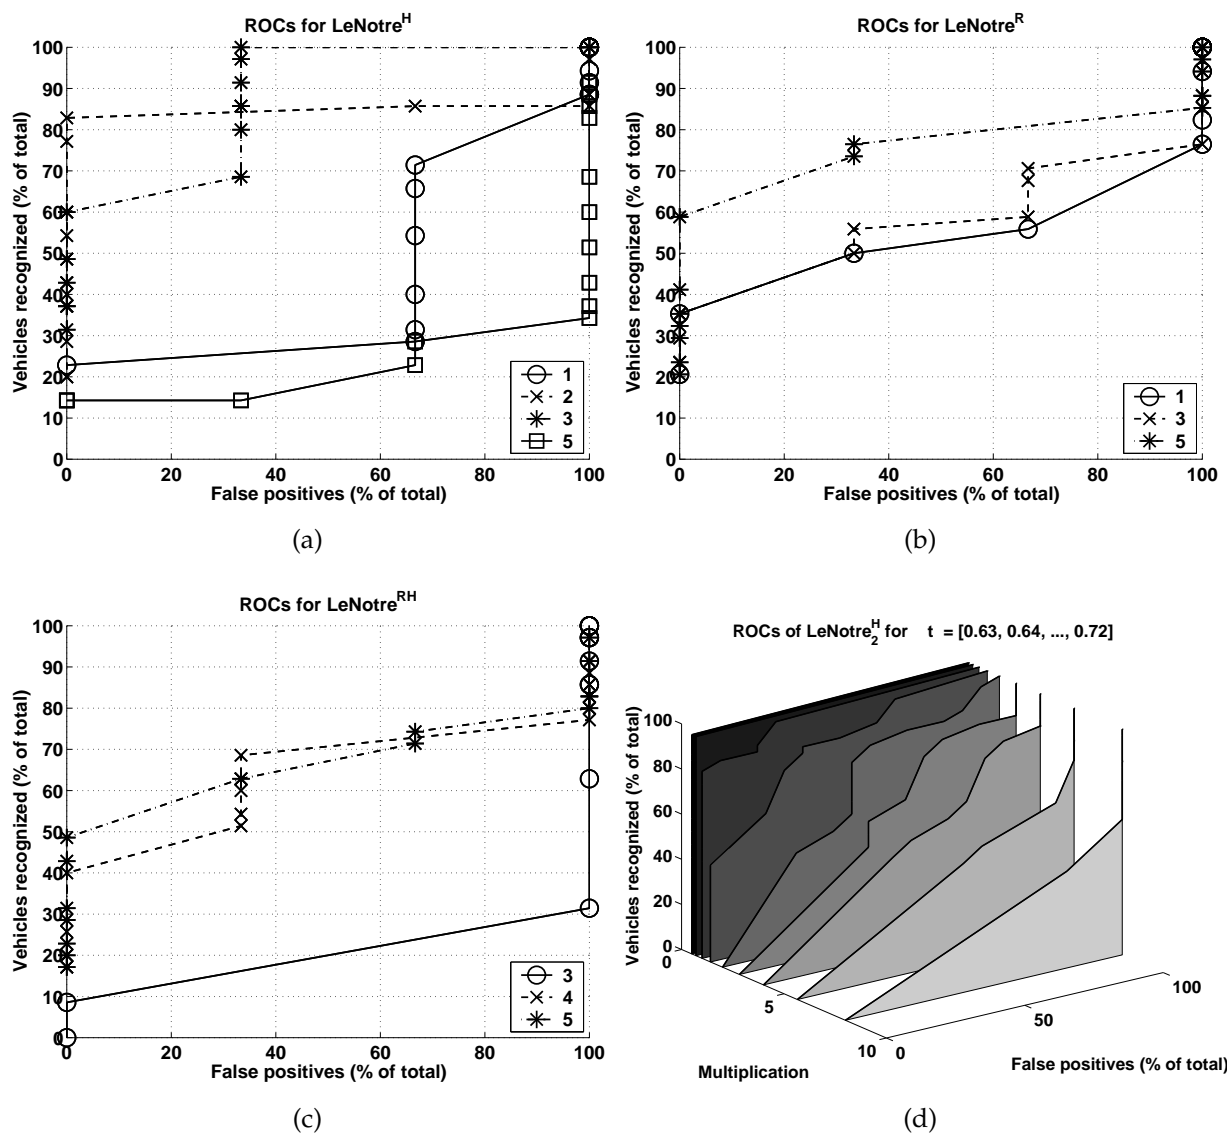 ROCs for LeNotre^H
Vehicles recognized (% of total)
100
90
80
70
60
50
40
30
20
10
0
0 20 40 60 80 100
False positives (% of total)
1
2
3
5
(a)
ROCs for LeNotre^R
Vehicles recognized (% of total)
100
90
80
70
60
50
40
30
20
10
0
0 20 40 60 80 100
False positives (% of total)
1
3
5
(b)
ROCs for LeNotre^RH
Vehicles recognized (% of total)
100
90
80
70
60
50
40
30
20
10
0
0 20 40 60 80 100
False positives (% of total)
3
4
5
(c)
ROCs of LeNotre_2^H for t = [0.63, 0.64, ..., 0.72]
Vehicles recognized (% of total)
100
80
60
40
20
0
0
5
10
Multiplication
0
50
100
False positives (% of total)
(d)